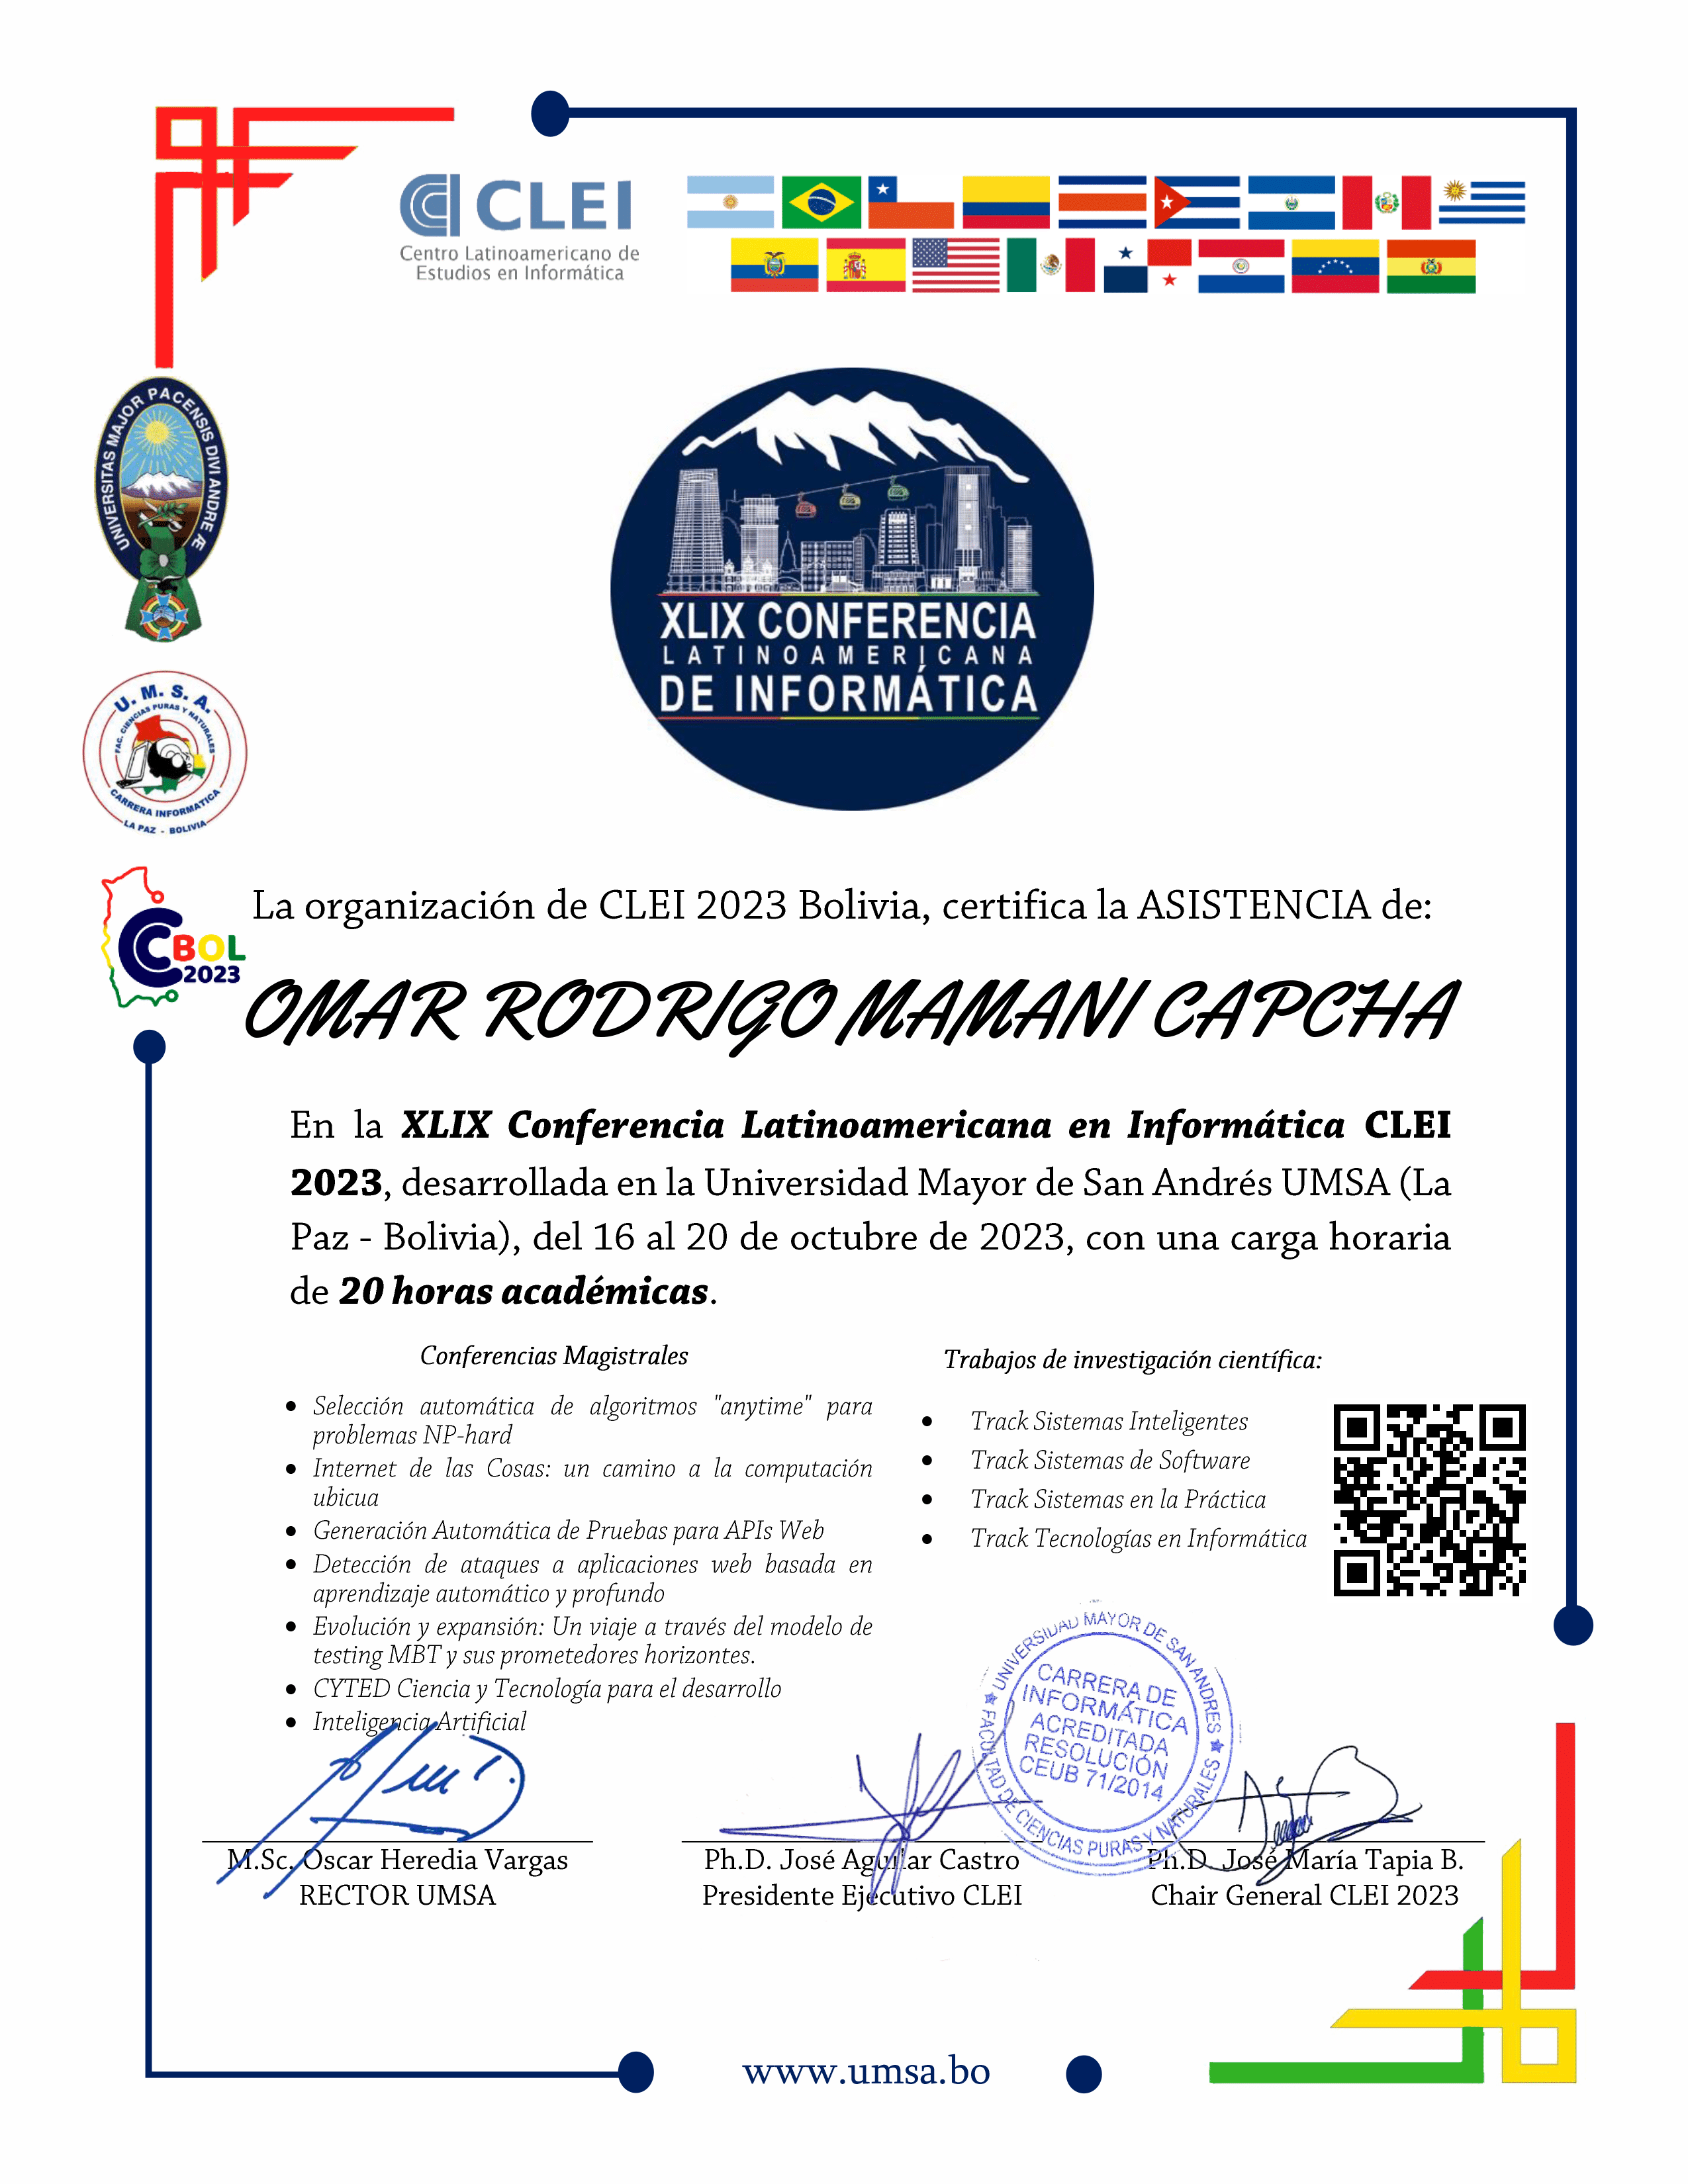 CLEI
Centro Latinoamericano de
Estudios en Informática
UNIVERSITAS MAJOR PACENSIS DIVI ANDRE Æ
XLIX CONFERENCIA
LATINOAMERICANA
DE INFORMÁTICA
U. M. S. A.
FAC. CIENCIAS PURAS Y NATURALES
CARRERA INFORMATICA
LA PAZ - BOLIVIA
CBOL
2023
La organización de CLEI 2023 Bolivia, certifica la ASISTENCIA de:
OMAR RODRIGO MAMANI CAPCHA
En la XLIX Conferencia Latinoamericana en Informática CLEI
2023, desarrollada en la Universidad Mayor de San Andrés UMSA (La
Paz - Bolivia), del 16 al 20 de octubre de 2023, con una carga horaria
de 20 horas académicas.
Conferencias Magistrales
• Selección automática de algoritmos "anytime" para
problemas NP-hard
• Internet de las Cosas: un camino a la computación
ubicua
• Generación Automática de Pruebas para APIs Web
• Detección de ataques a aplicaciones web basada en
aprendizaje automático y profundo
• Evolución y expansión: Un viaje a través del modelo de
testing MBT y sus prometedores horizontes.
• CYTED Ciencia y Tecnología para el desarrollo
• Inteligencia Artificial
Trabajos de investigación científica:
• Track Sistemas Inteligentes
• Track Sistemas de Software
• Track Sistemas en la Práctica
• Track Tecnologías en Informática
UNIVERSIDAD MAYOR DE SAN ANDRES
FACULTAD DE CIENCIAS PURAS Y NATURALES
CARRERA DE
INFORMÁTICA
ACREDITADA
RESOLUCIÓN
CEUB 71/2014
M.Sc. Oscar Heredia Vargas
RECTOR UMSA
Ph.D. José Aguilar Castro
Presidente Ejecutivo CLEI
Ph.D. José María Tapia B.
Chair General CLEI 2023
www.umsa.bo